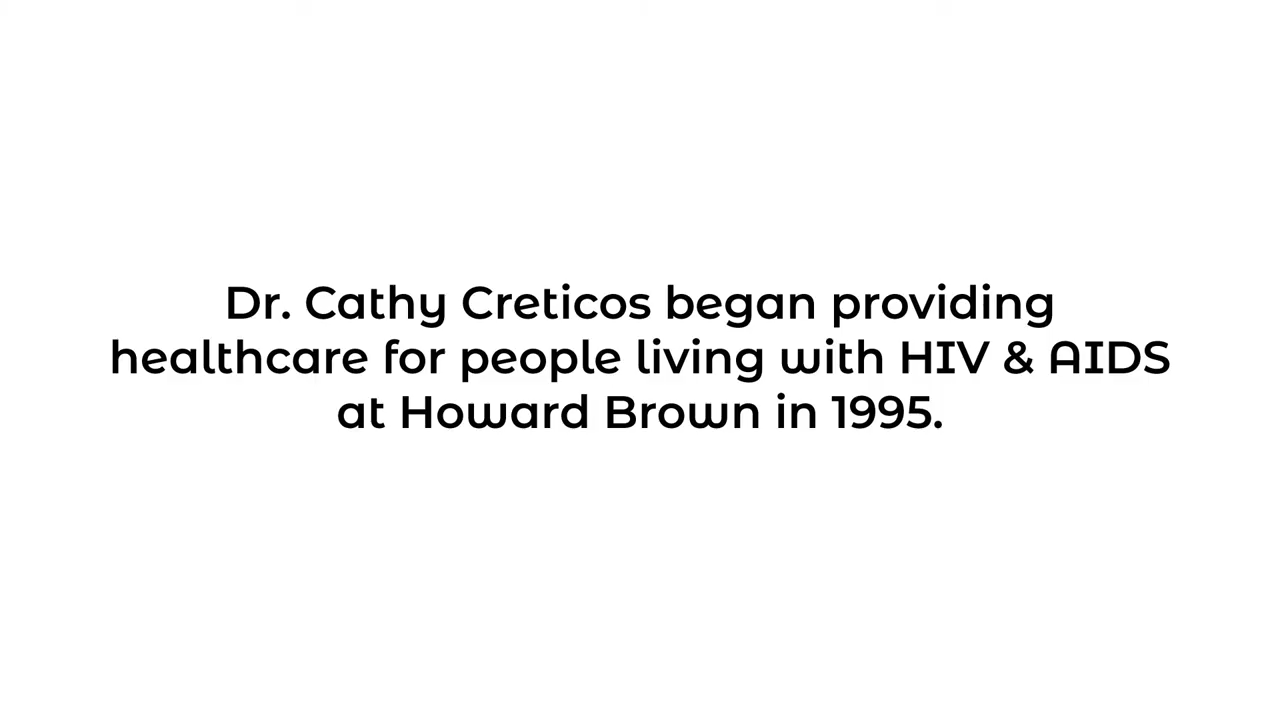 Dr. Cathy Creticos began providing
healthcare for people living with HIV & AIDS
at Howard Brown in 1995.